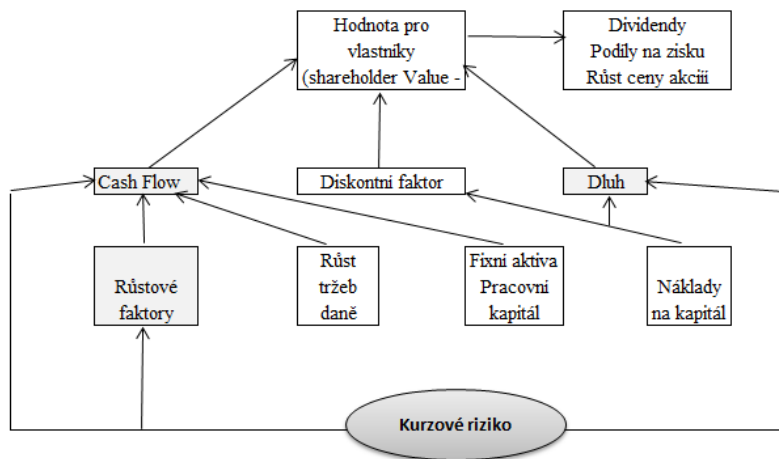 Hodnota pro
vlastníky
(shareholder Value -
Dividendy
Podíly na zisku
Růst ceny akciii
Cash Flow
Diskontní faktor
Dluh
Růstové
faktory
Růst
tržeb
daně
Fixní aktiva
Pracovní
kapitál
Náklady
na kapitál
Kurzové riziko